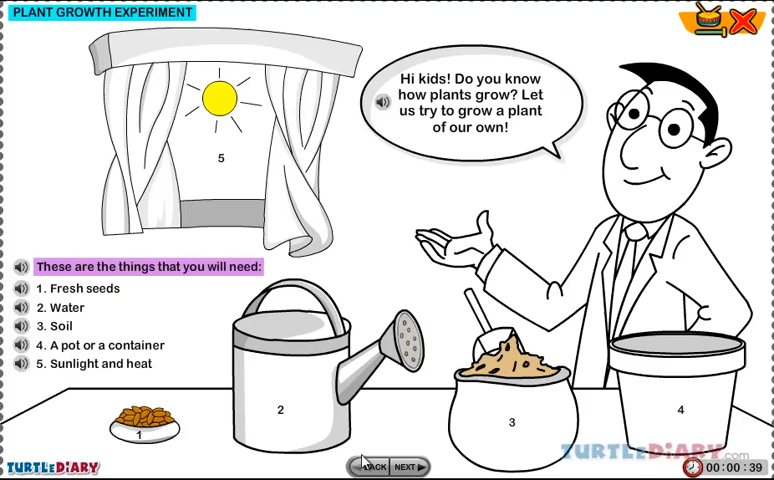 PLANT GROWTH EXPERIMENT
Hi kids! Do you know
how plants grow? Let
us try to grow a plant
of our own!
5
These are the things that you will need:
1. Fresh seeds
2. Water
3. Soil
4. A pot or a container
5. Sunlight and heat
1
2
3
4
TURTLEDiARY.com
TURTLEDiARY
BACK NEXT
00:00:39